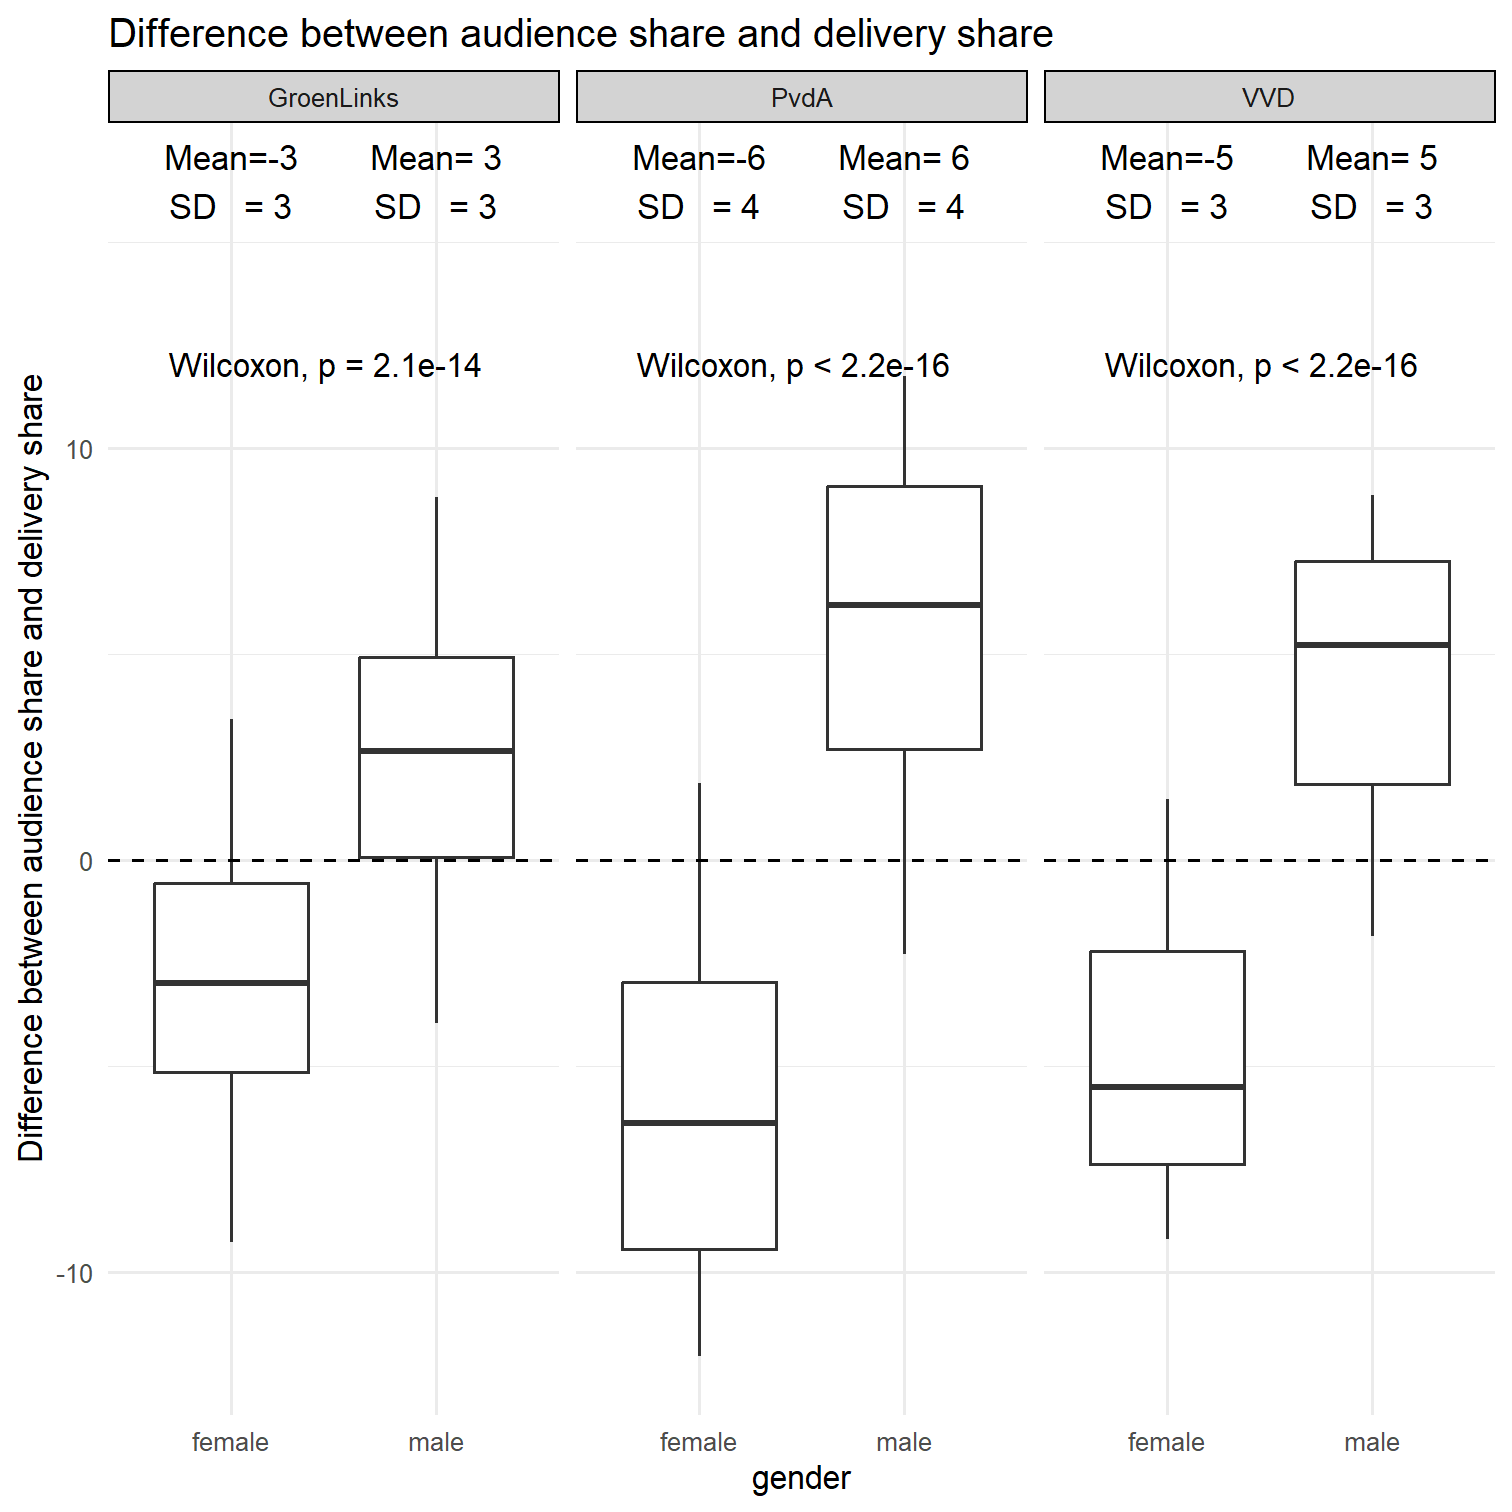 Difference between audience share and delivery share
GroenLinks
PvdA
VVD
Mean=-3
SD   = 3
Mean= 3
SD   = 3
Mean=-6
SD   = 4
Mean= 6
SD   = 4
Mean=-5
SD   = 3
Mean= 5
SD   = 3
Wilcoxon, p = 2.1e-14
Wilcoxon, p < 2.2e-16
Wilcoxon, p < 2.2e-16
Difference between audience share and delivery share
10
0
-10
female
male
female
male
female
male
gender